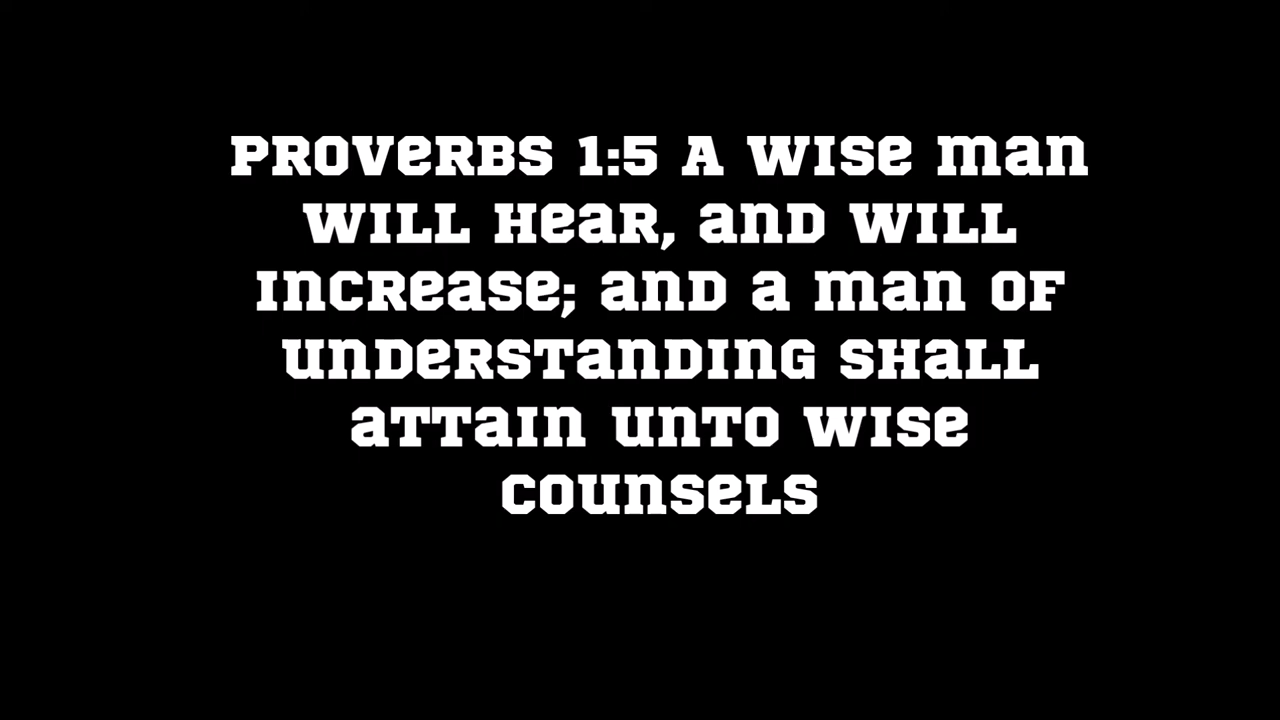 Proverbs 1:5 A wise man
will hear, and will
increase; and a man of
understanding shall
attain unto wise
counsels